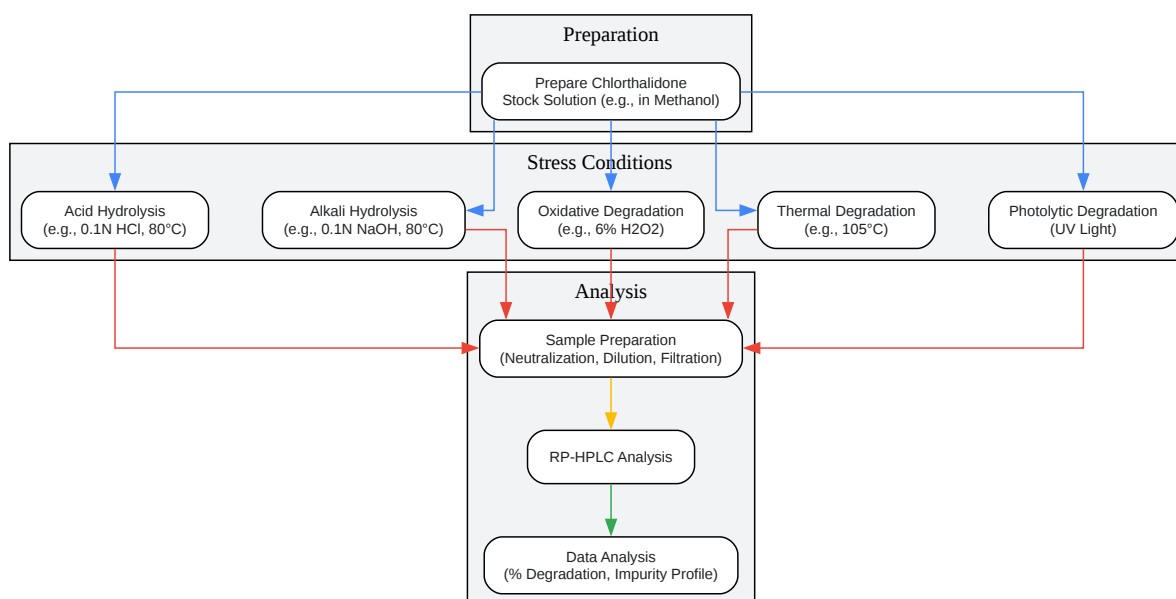 Preparation
Prepare Chlorthalidone
Stock Solution (e.g., in Methanol)
Stress Conditions
Acid Hydrolysis
(e.g., 0.1N HCl, 80°C)
Alkali Hydrolysis
(e.g., 0.1N NaOH, 80°C)
Oxidative Degradation
(e.g., 6% H2O2)
Thermal Degradation
(e.g., 105°C)
Photolytic Degradation
(UV Light)
Analysis
Sample Preparation
(Neutralization, Dilution, Filtration)
RP-HPLC Analysis
Data Analysis
(% Degradation, Impurity Profile)